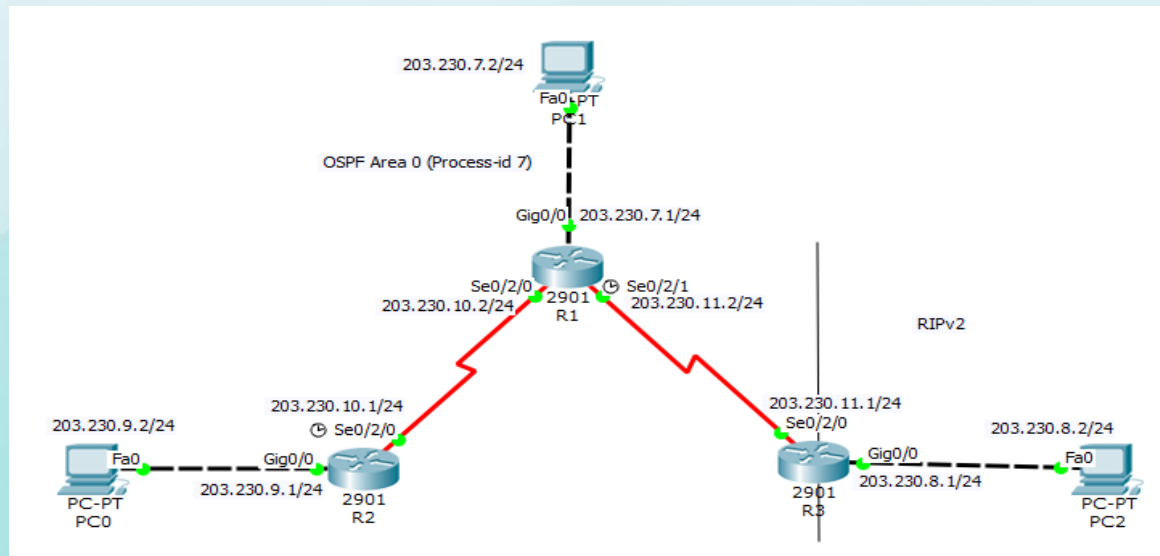 203.230.7.2/24
Fa0
-PT
PC1
OSPF Area 0 (Process-id 7)
Gig0/0
203.230.7.1/24
Se0/2/0
Se0/2/1
203.230.10.2/24
2901
203.230.11.2/24
R1
RIPv2
203.230.10.1/24
203.230.11.1/24
203.230.9.2/24
Se0/2/0
Se0/2/0
203.230.8.2/24
Fa0
Gig0/0
Gig0/0
Fa0
203.230.9.1/24
203.230.8.1/24
PC-PT
PC0
2901
R2
2901
R3
PC-PT
PC2